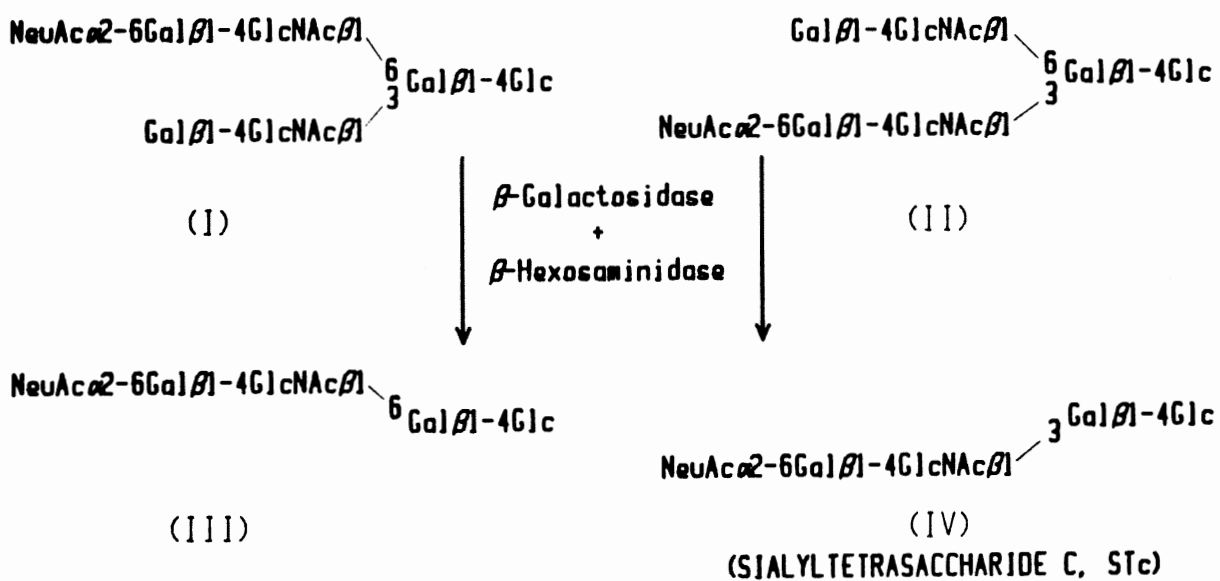 NeuAcα2-6Galβ1-4GlcNAcβ1
6
3
Galβ1-4Glc
Galβ1-4GlcNAcβ1
(I)
Galβ1-4GlcNAcβ1
6
3
Galβ1-4Glc
NeuAcα2-6Galβ1-4GlcNAcβ1
(II)
β-Galactosidase
+
β-Hexosaminidase
NeuAcα2-6Galβ1-4GlcNAcβ1
6
Galβ1-4Glc
(III)
3
Galβ1-4Glc
NeuAcα2-6Galβ1-4GlcNAcβ1
(IV)
(SIALYLTETRASACCHARIDE C, STc)